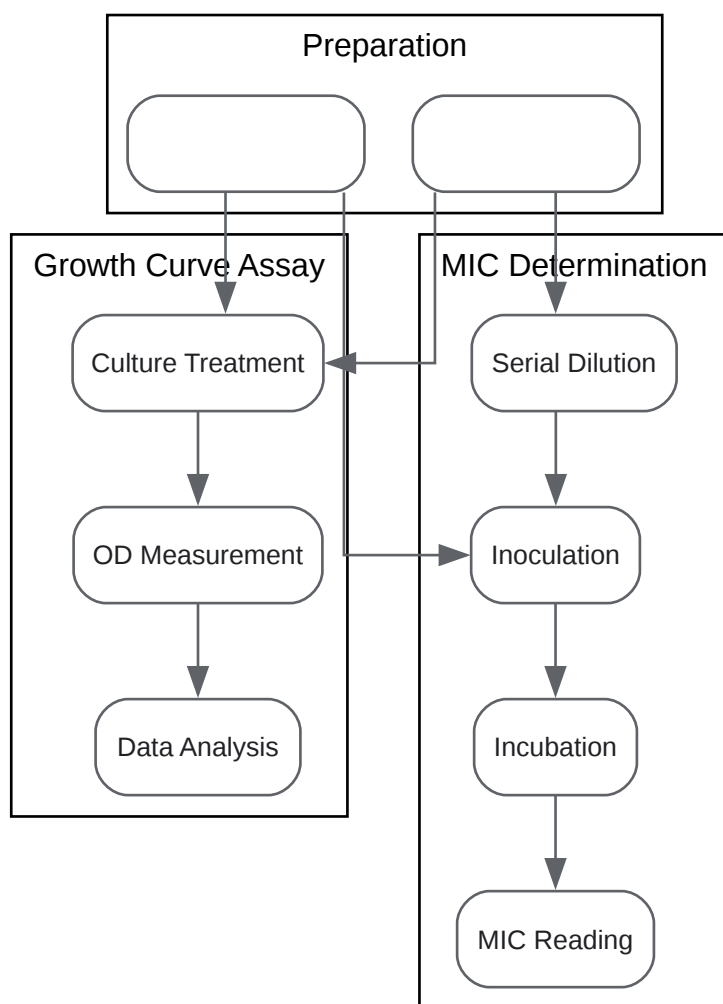 Preparation
Growth Curve Assay
MIC Determination
Culture Treatment
Serial Dilution
OD Measurement
Inoculation
Data Analysis
Incubation
MIC Reading